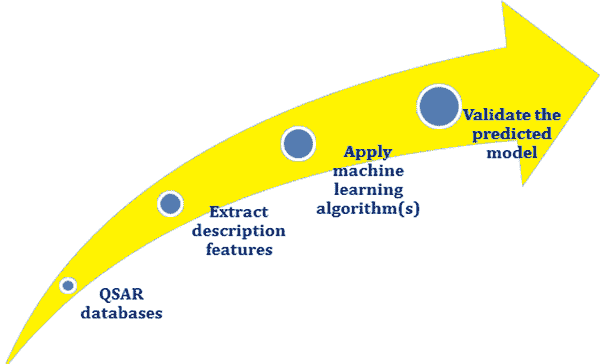 QSAR
databases
Extract
description
features
Apply
machine
learning
algorithm(s)
Validate the
predicted
model